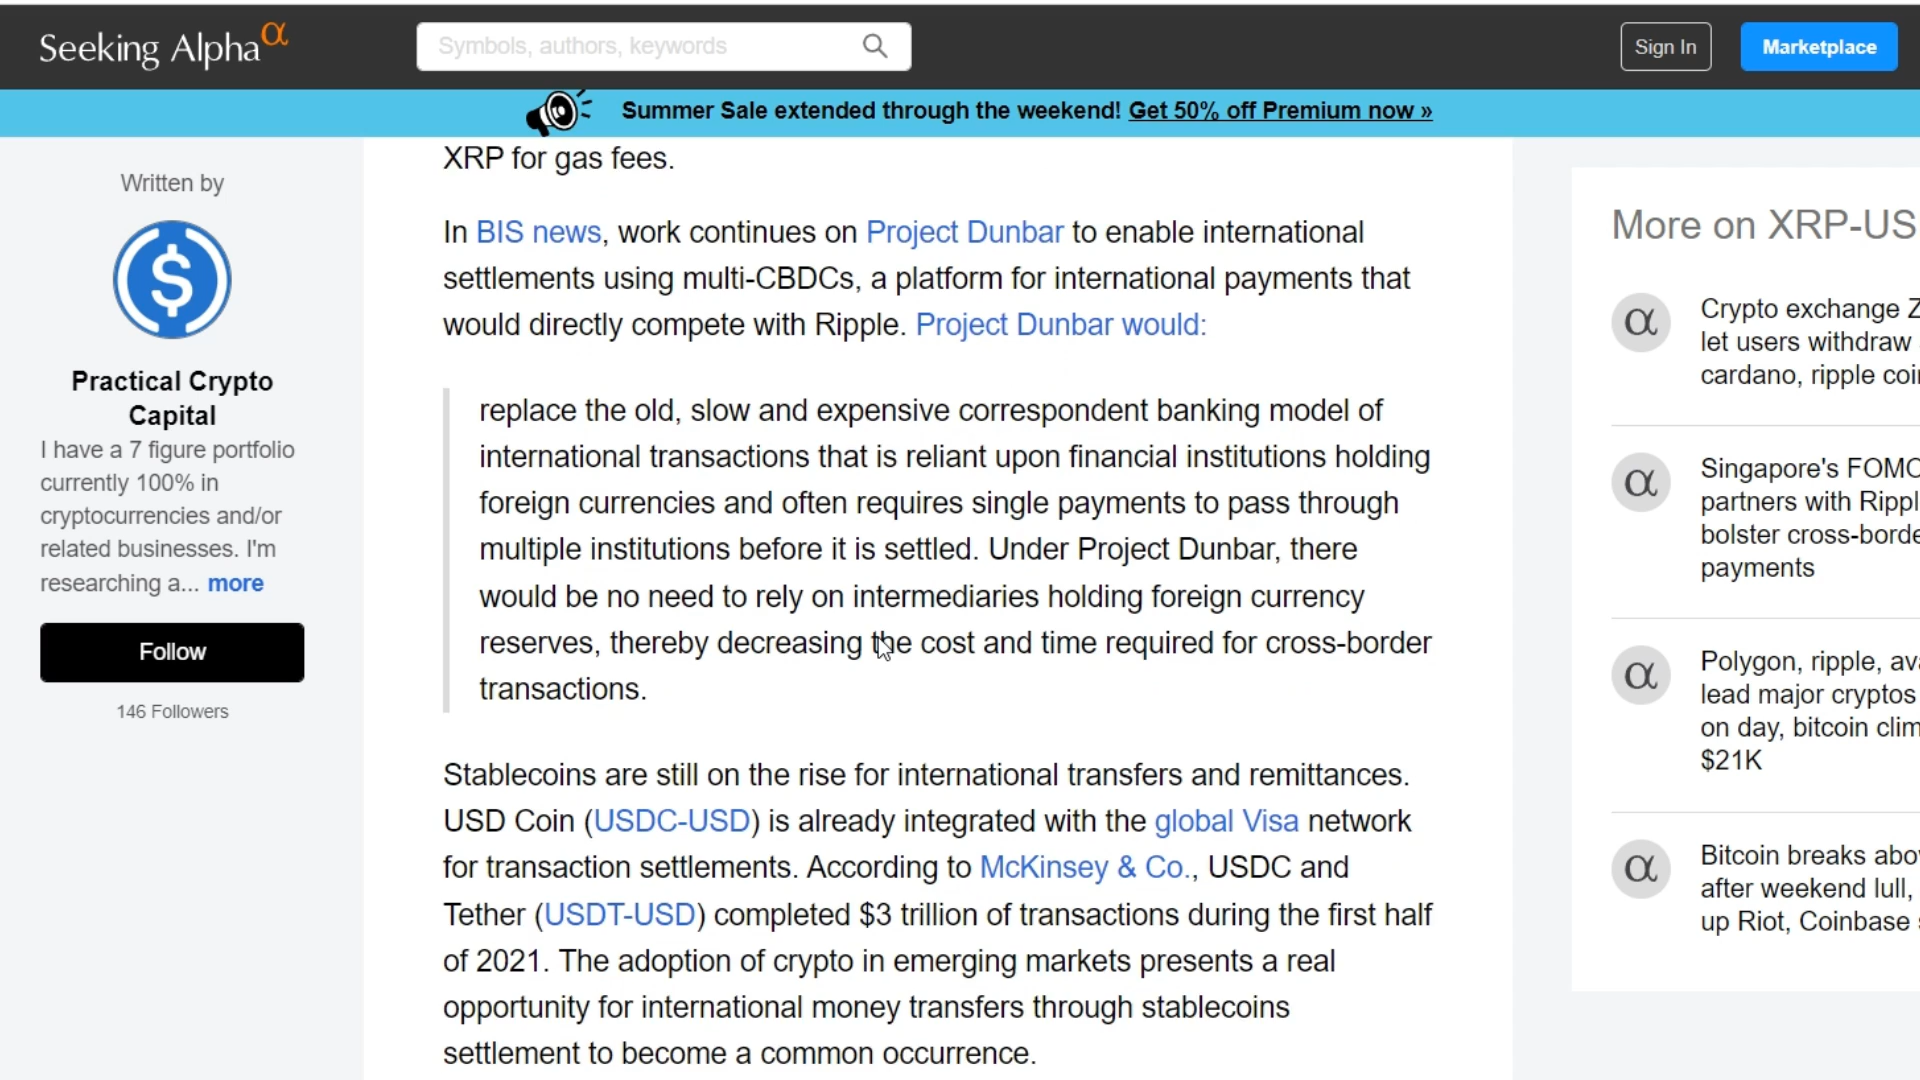 Seeking Alpha α
Symbols, authors, keywords
Sign In
Marketplace
Summer Sale extended through the weekend! Get 50% off Premium now »
Written by
$
Practical Crypto
Capital
I have a 7 figure portfolio
currently 100% in
cryptocurrencies and/or
related businesses. I'm
researching a... more
Follow
146 Followers
XRP for gas fees.
In BIS news, work continues on Project Dunbar to enable international
settlements using multi-CBDCs, a platform for international payments that
would directly compete with Ripple. Project Dunbar would:
replace the old, slow and expensive correspondent banking model of
international transactions that is reliant upon financial institutions holding
foreign currencies and often requires single payments to pass through
multiple institutions before it is settled. Under Project Dunbar, there
would be no need to rely on intermediaries holding foreign currency
reserves, thereby decreasing the cost and time required for cross-border
transactions.
Stablecoins are still on the rise for international transfers and remittances.
USD Coin (USDC-USD) is already integrated with the global Visa network
for transaction settlements. According to McKinsey & Co., USDC and
Tether (USDT-USD) completed $3 trillion of transactions during the first half
of 2021. The adoption of crypto in emerging markets presents a real
opportunity for international money transfers through stablecoins
settlement to become a common occurrence.
More on XRP-US
α
Crypto exchange Z
let users withdraw
cardano, ripple coi
α
Singapore's FOMO
partners with Rippl
bolster cross-borde
payments
α
Polygon, ripple, ava
lead major cryptos
on day, bitcoin clim
$21K
α
Bitcoin breaks abo
after weekend lull,
up Riot, Coinbase